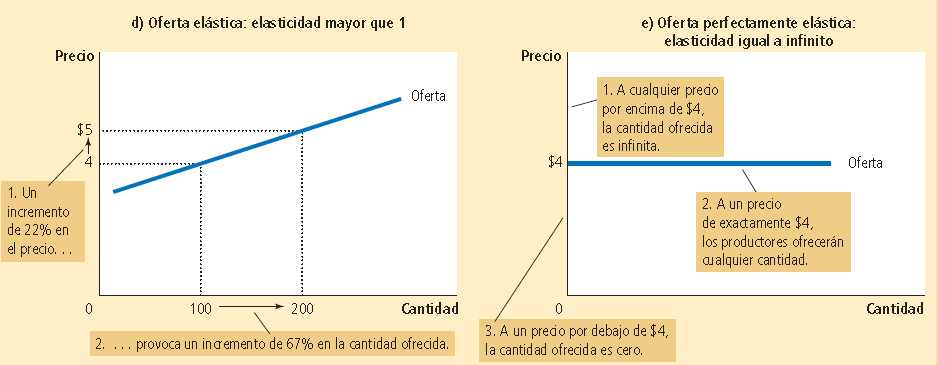 d) Oferta elástica: elasticidad mayor que 1
Precio
Oferta
$5
4
1. Un
incremento
de 22% en
el precio. . .
0
100
200
Cantidad
2. . . . provoca un incremento de 67% en la cantidad ofrecida.
e) Oferta perfectamente elástica:
elasticidad igual a infinito
Precio
1. A cualquier precio
por encima de $4,
la cantidad ofrecida
es infinita.
$4
Oferta
2. A un precio
de exactamente $4,
los productores ofrecerán
cualquier cantidad.
0
Cantidad
3. A un precio por debajo de $4,
la cantidad ofrecida es cero.